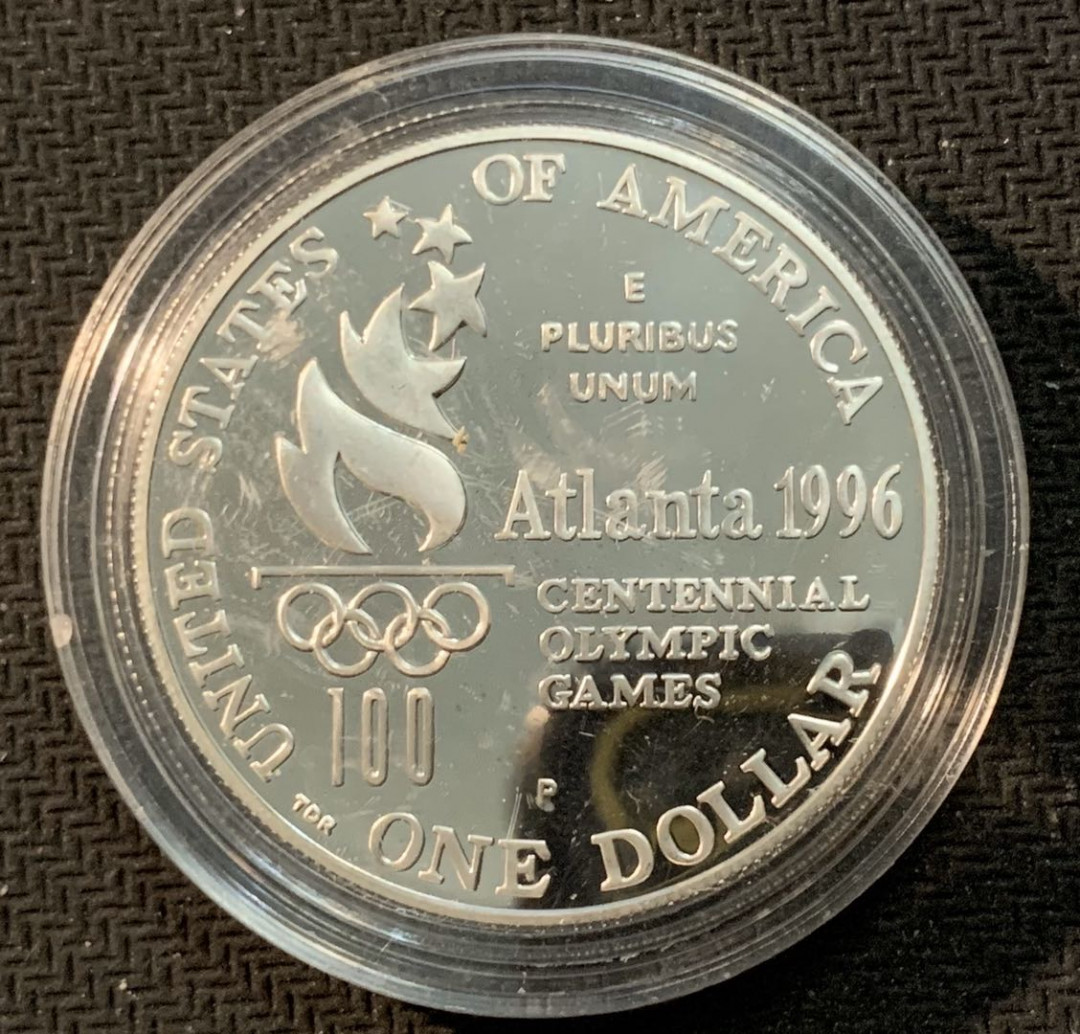 UNITED STATES OF AMERICA
E
PLURIBUS
UNUM
Atlanta 1996
CENTENNIAL
OLYMPIC
GAMES
100
P
TDR
ONE DOLLAR